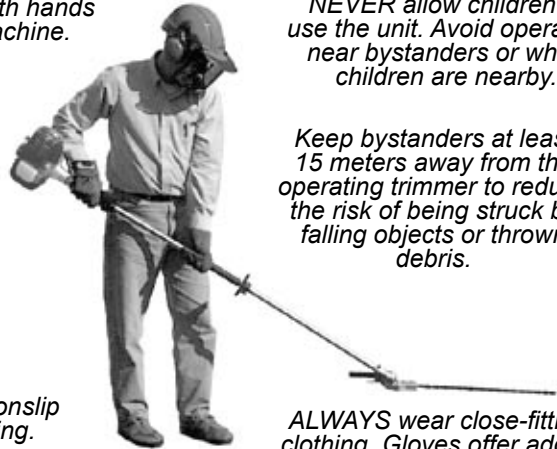 th hands
achine.
NEVER allow children
use the unit. Avoid opera
near bystanders or wh
children are nearby.
Keep bystanders at leas
15 meters away from th
operating trimmer to redu
the risk of being struck b
falling objects or thrown
debris.
onslip
ng.
ALWAYS wear close-fitti
clothing. Gloves offer add